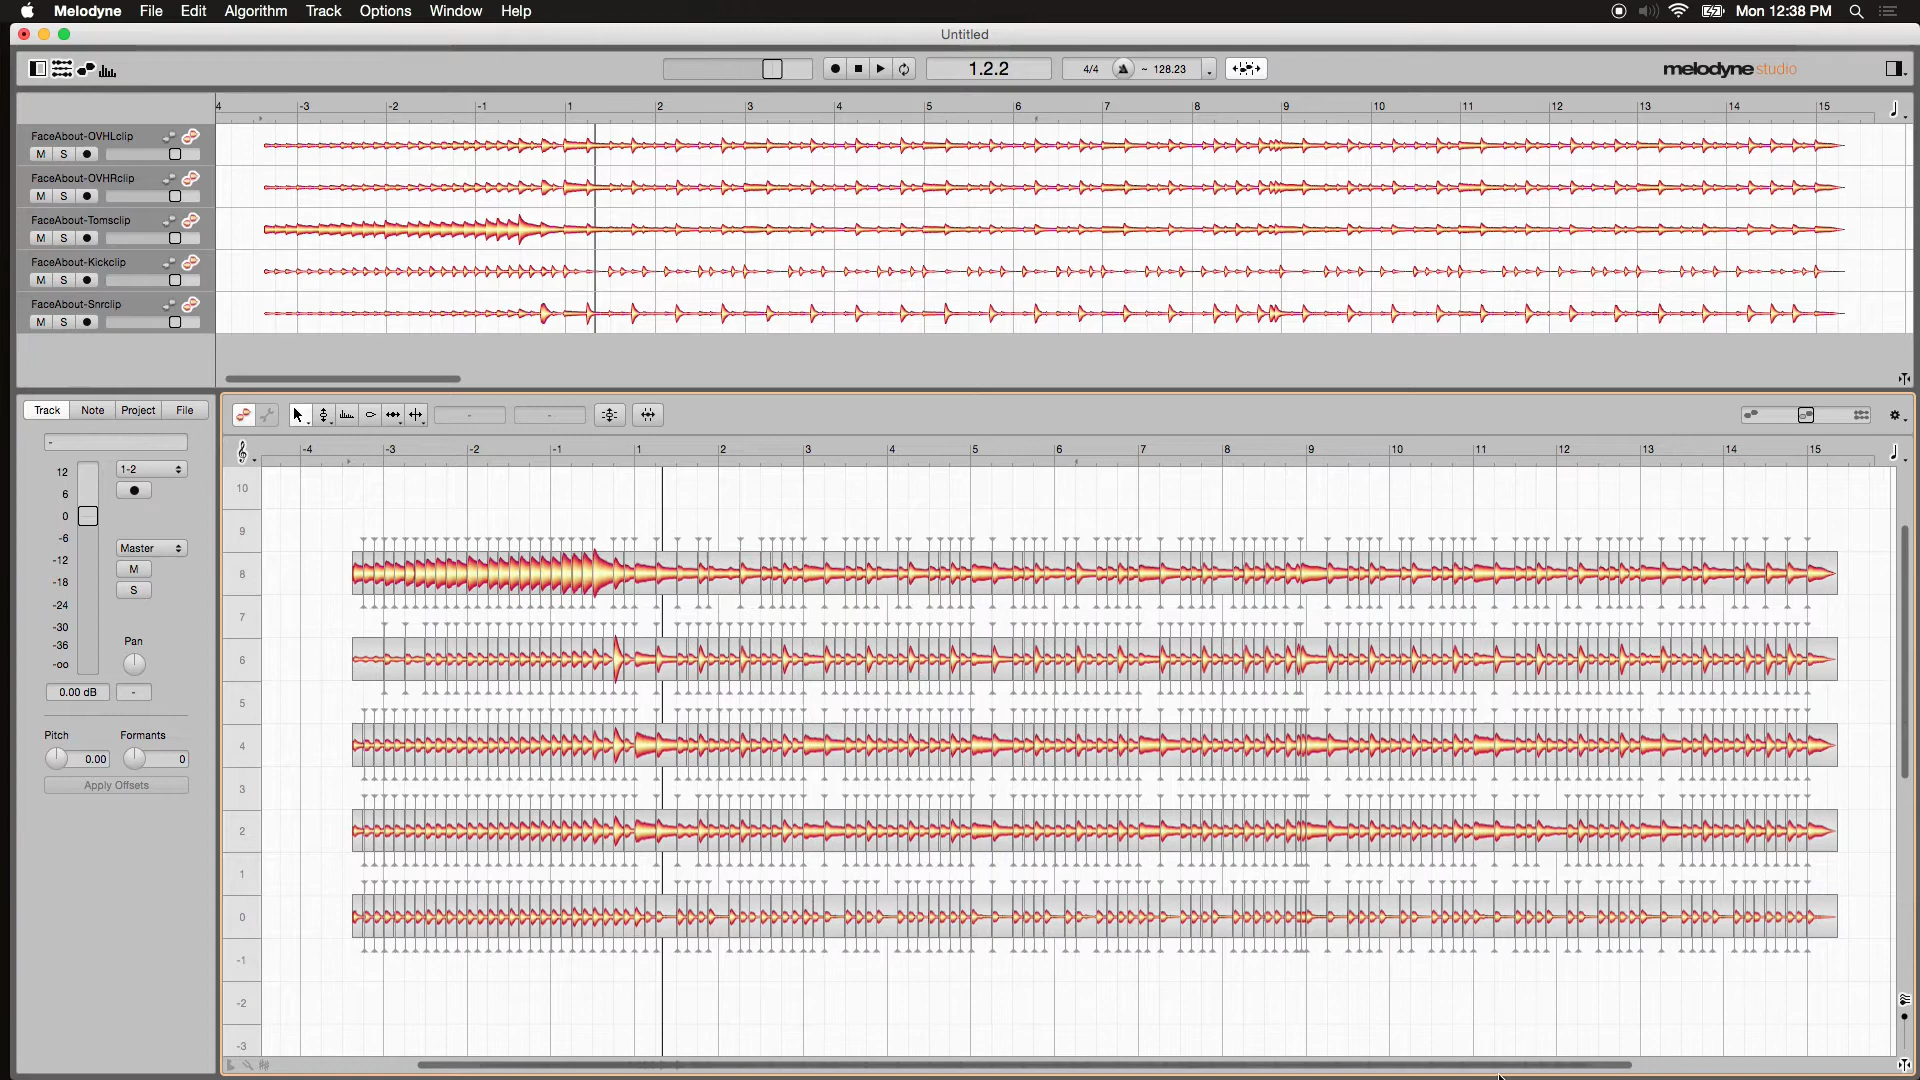 Melodyne File Edit Algorithm Track Options Window Help Mon 12:38 PM
Untitled
1.2.2 4/4 ~ 128.23 melodyne studio
4 -3 -2 -1 1 2 3 4 5 6 7 8 9 10 11 12 13 14 15
FaceAbout-OVHLclip
M S
FaceAbout-OVHRclip
M S
FaceAbout-Tomsclip
M S
FaceAbout-Kickclip
M S
FaceAbout-Snrclip
M S
Track Note Project File
-
12
6
0
-6
-12
-18
-24
-30
-36
-oo
1-2
Master
M
S
Pan
0.00 dB -
Pitch Formants
0.00 0
Apply Offsets
- -
-4 -3 -2 -1 1 2 3 4 5 6 7 8 9 10 11 12 13 14 15
10
9
8
7
6
5
4
3
2
1
0
-1
-2
-3